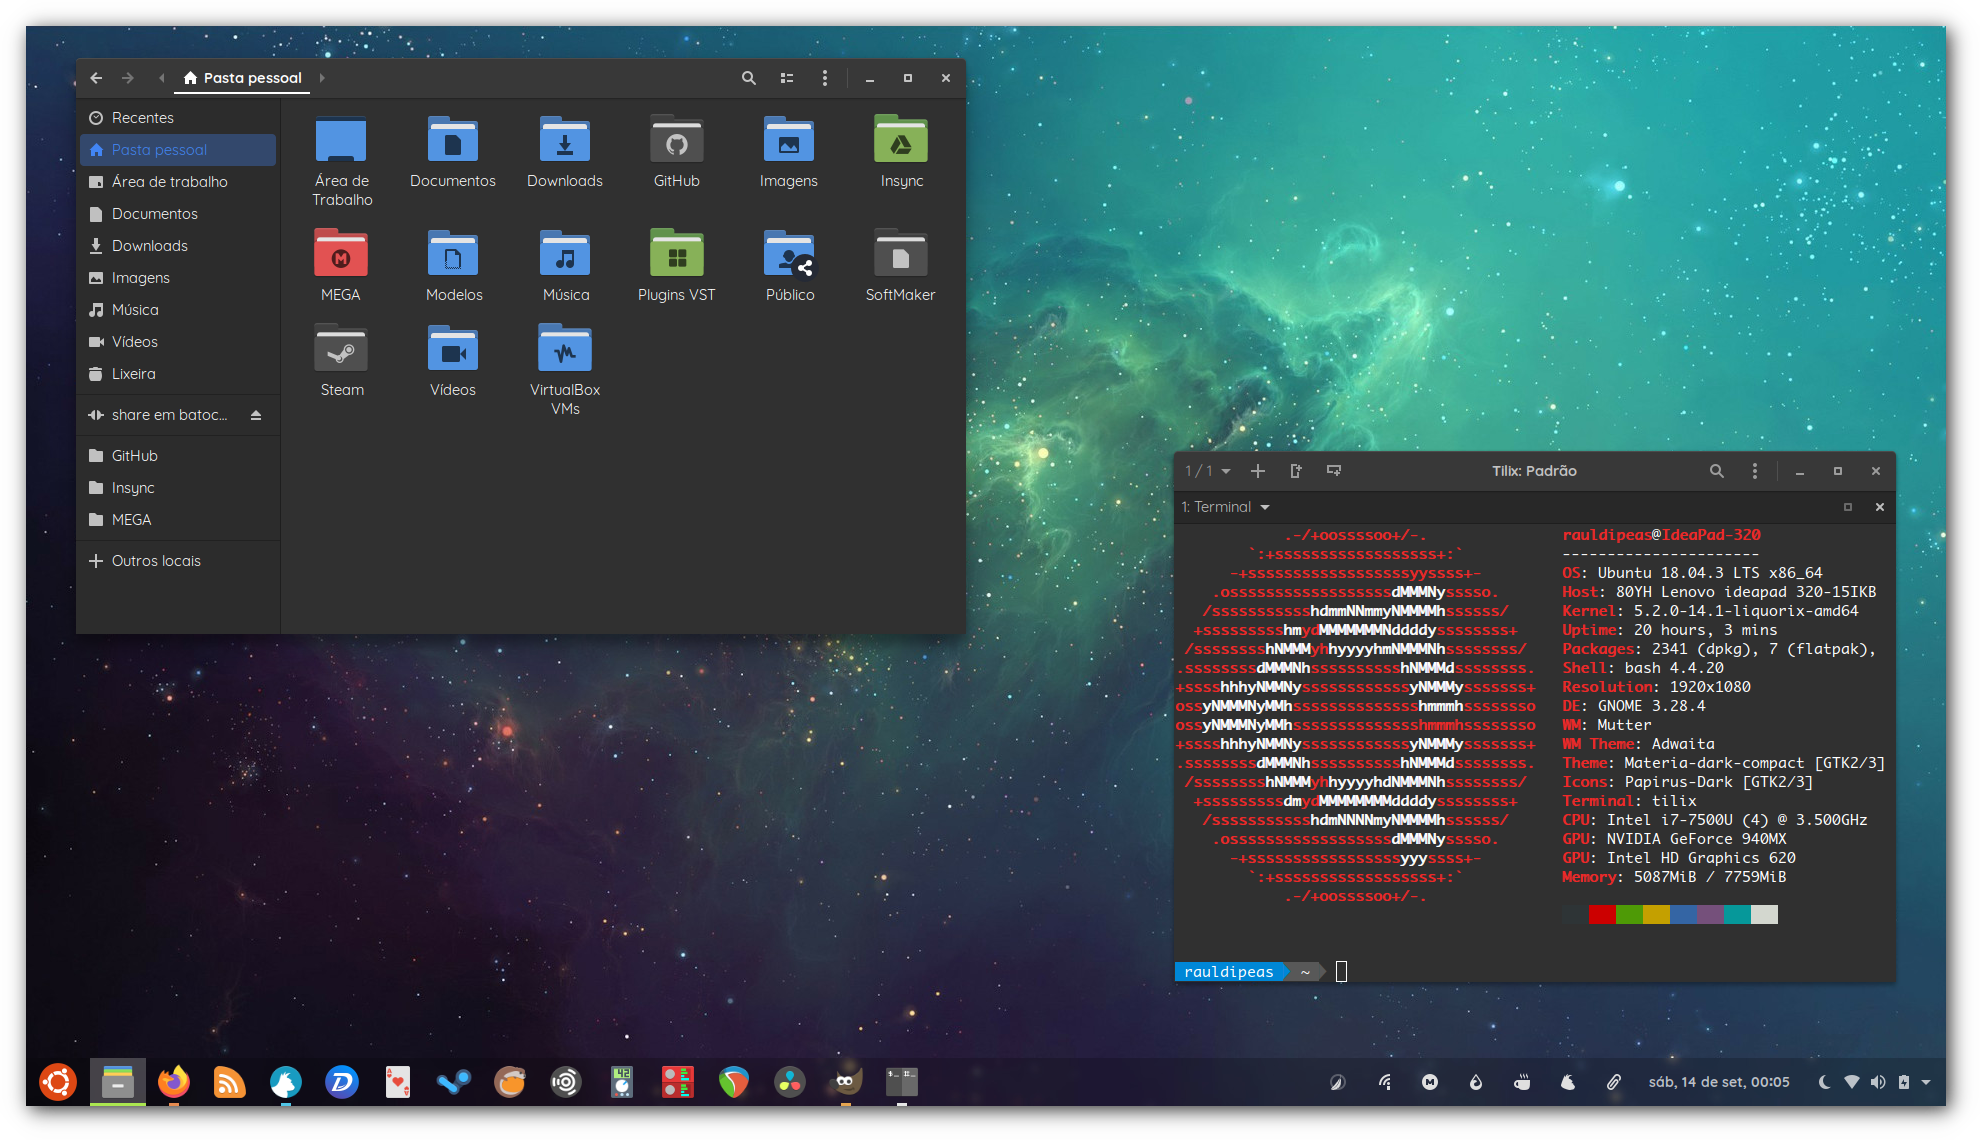 Pasta pessoal
Recentes
Pasta pessoal
Área de trabalho
Documentos
Downloads
Imagens
Música
Vídeos
Lixeira
share em batoc...
GitHub
Insync
MEGA
Outros locais
Área de
Trabalho
Documentos
Downloads
GitHub
Imagens
Insync
MEGA
Modelos
Música
Plugins VST
Público
SoftMaker
Steam
Vídeos
VirtualBox
VMs
1 / 1
Tilix: Padrão
1: Terminal
.-/+oossssoo+/-.
`:+ssssssssssssssssss+:`
-+ssssssssssssssssssyyssss+-
.ossssssssssssssssssdMMMNysssso.
/ssssssssssshdmmNNmmyNMMMMhssssss/
+ssssssssshmydMMMMMMMNddddyssssssss+
/sssssssshNMMMyhhyyyyhmNMMMNhssssssss/
.ssssssssdMMMNhsssssssssshNMMMdssssssss.
+sssshhhyNMMNyssssssssssssyNMMMysssssss+
ossyNMMMNyMMhsssssssssssssshmmmhssssssso
ossyNMMMNyMMhsssssssssssssshmmmhssssssso
+sssshhhyNMMNyssssssssssssyNMMMysssssss+
.ssssssssdMMMNhsssssssssshNMMMdssssssss.
/sssssssshNMMMyhhyyyyhdNMMMNhssssssss/
+sssssssssdmydMMMMMMMMddddyssssssss+
/ssssssssssshdmNNNNmyNMMMMhssssss/
.ossssssssssssssssssdMMMNysssso.
-+sssssssssssssssssyyyssss+-
`:+ssssssssssssssssss+:`
.-/+oossssoo+/-.
rauldipeas@IdeaPad-320
----------------------
OS: Ubuntu 18.04.3 LTS x86_64
Host: 80YH Lenovo ideapad 320-15IKB
Kernel: 5.2.0-14.1-liquorix-amd64
Uptime: 20 hours, 3 mins
Packages: 2341 (dpkg), 7 (flatpak),
Shell: bash 4.4.20
Resolution: 1920x1080
DE: GNOME 3.28.4
WM: Mutter
WM Theme: Adwaita
Theme: Materia-dark-compact [GTK2/3]
Icons: Papirus-Dark [GTK2/3]
Terminal: tilix
CPU: Intel i7-7500U (4) @ 3.500GHz
GPU: NVIDIA GeForce 940MX
GPU: Intel HD Graphics 620
Memory: 5087MiB / 7759MiB
rauldipeas ~
sáb, 14 de set, 00:05